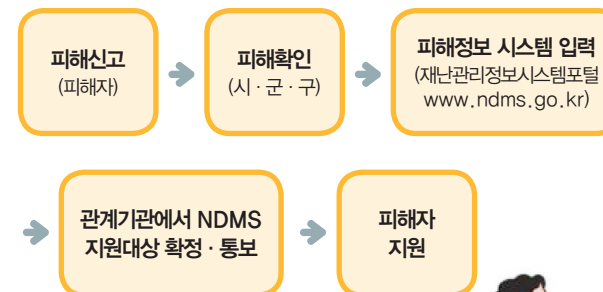 피해신고
(피해자)
피해확인
(시 · 군 · 구)
피해정보 시스템 입력
(재난관리정보시스템포털
www.ndms.go.kr)
관계기관에서 NDMS
지원대상 확정 · 통보
피해자
지원